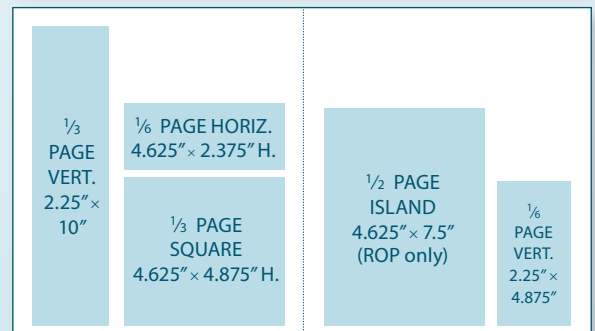 ⅓
PAGE
VERT.
2.25″ ×
10″
⅙ PAGE HORIZ.
4.625″ × 2.375″ H.
⅓ PAGE
SQUARE
4.625″ × 4.875″ H.
½ PAGE
ISLAND
4.625″ × 7.5″
(ROP only)
⅙
PAGE
VERT.
2.25″ ×
4.875″